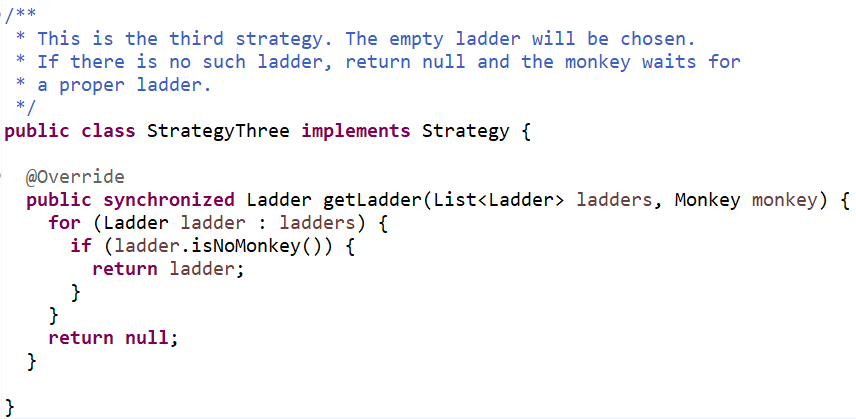 /**
 * This is the third strategy. The empty ladder will be chosen.
 * If there is no such ladder, return null and the monkey waits for
 * a proper ladder.
 */
public class StrategyThree implements Strategy {

  @Override
  public synchronized Ladder getLadder(List<Ladder> ladders, Monkey monkey) {
    for (Ladder ladder : ladders) {
      if (ladder.isNoMonkey()) {
        return ladder;
      }
    }
    return null;
  }

}